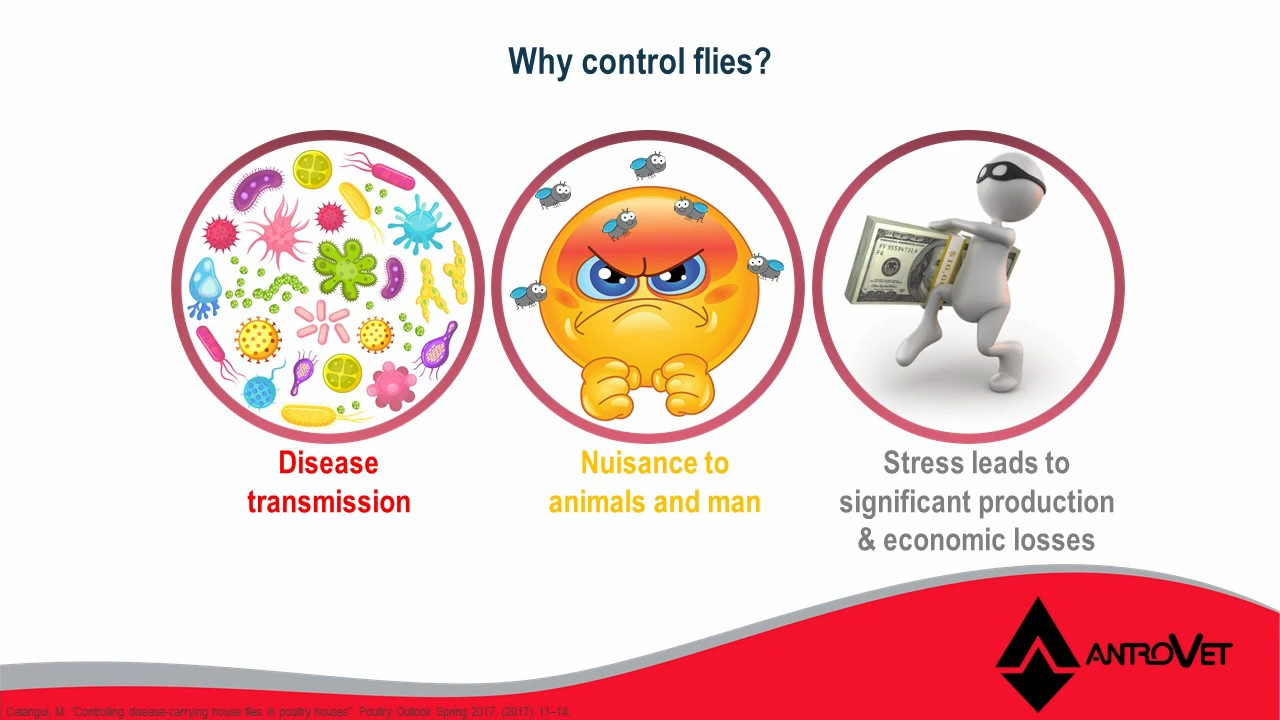 Why control flies?
Disease
transmission
Nuisance to
animals and man
Stress leads to
significant production
& economic losses
ANTROVET
Catangui, M. "Controlling disease-carrying house flies in poultry houses". Poultry Outlook Spring 2017. (2017): 11–14.